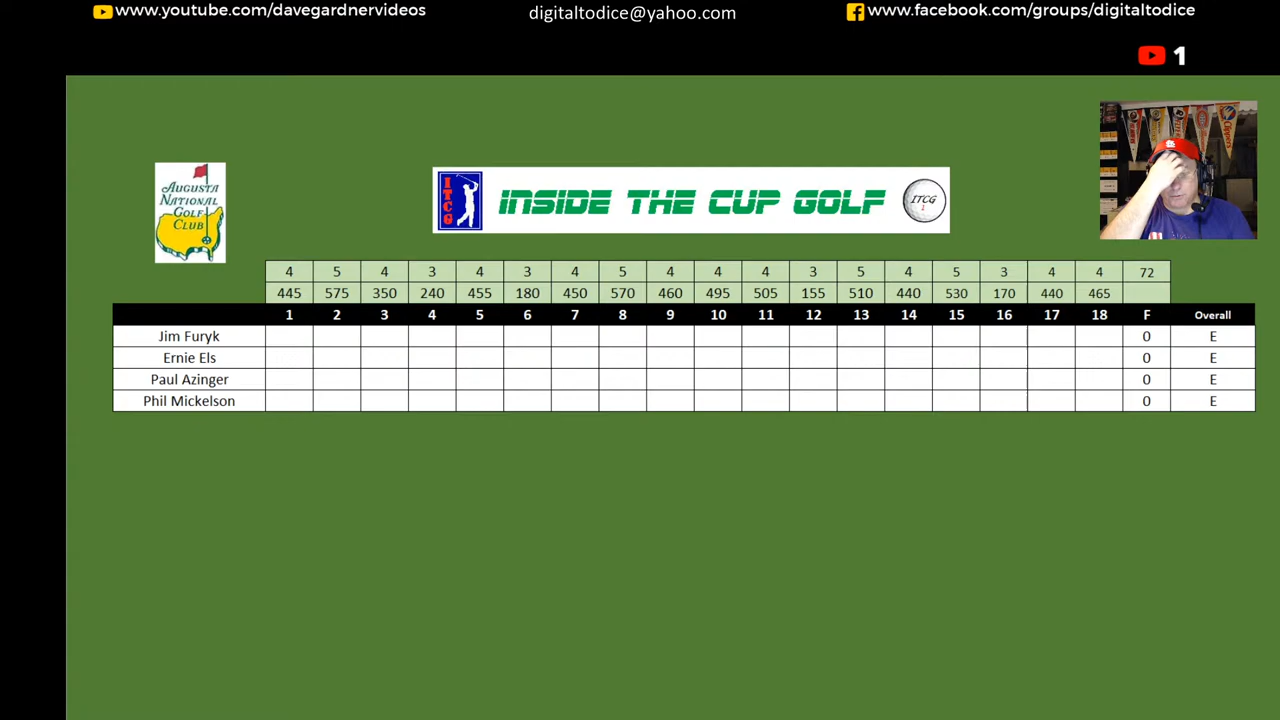 www.youtube.com/davegardnervideos digitaltodice@yahoo.com www.facebook.com/groups/digitaltodice
1
AUGUSTA
NATIONAL
GOLF
CLUB
ITCG INSIDE THE CUP GOLF ITCG
4 5 4 3 4 3 4 5 4 4 4 3 5 4 5 3 4 4 72
445 575 350 240 455 180 450 570 460 495 505 155 510 440 530 170 440 465
1 2 3 4 5 6 7 8 9 10 11 12 13 14 15 16 17 18 F Overall
Jim Furyk 0 E
Ernie Els 0 E
Paul Azinger 0 E
Phil Mickelson 0 E
Clippers